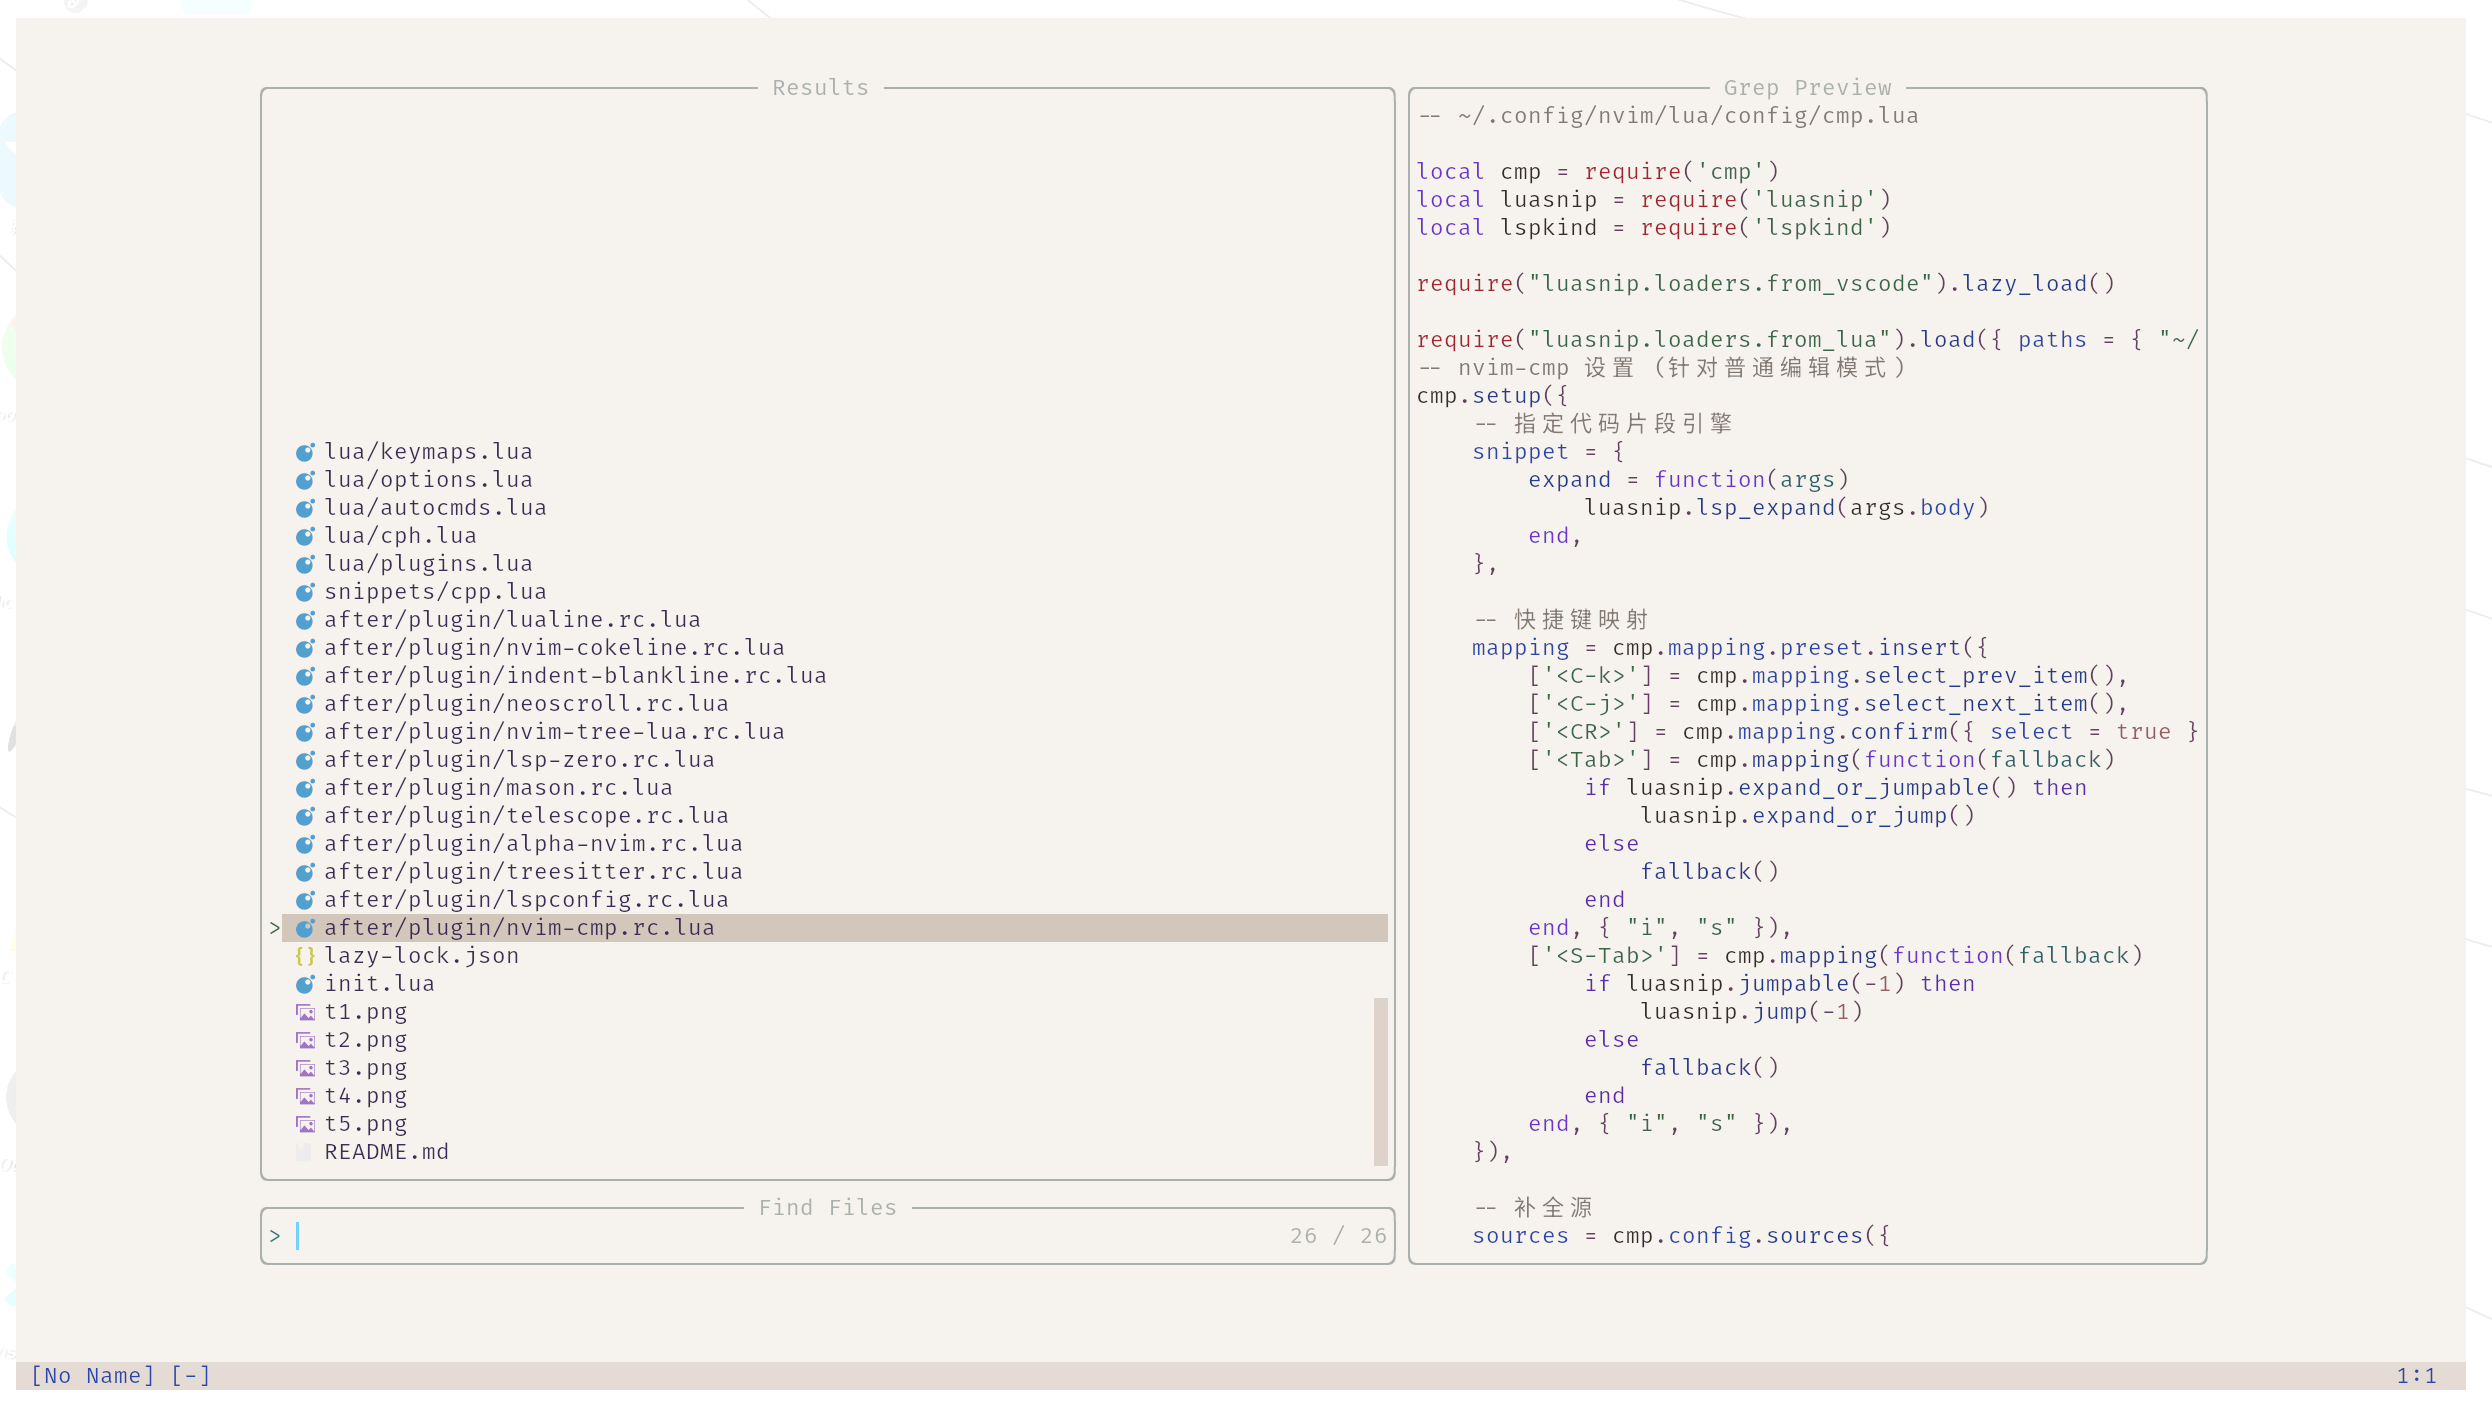 Results
lua/keymaps.lua
lua/options.lua
lua/autocmds.lua
lua/cph.lua
lua/plugins.lua
snippets/cpp.lua
after/plugin/lualine.rc.lua
after/plugin/nvim-cokeline.rc.lua
after/plugin/indent-blankline.rc.lua
after/plugin/neoscroll.rc.lua
after/plugin/nvim-tree-lua.rc.lua
after/plugin/lsp-zero.rc.lua
after/plugin/mason.rc.lua
after/plugin/telescope.rc.lua
after/plugin/alpha-nvim.rc.lua
after/plugin/treesitter.rc.lua
after/plugin/lspconfig.rc.lua
> after/plugin/nvim-cmp.rc.lua
{} lazy-lock.json
init.lua
t1.png
t2.png
t3.png
t4.png
t5.png
README.md
Find Files
> 26 / 26
Grep Preview
-- ~/.config/nvim/lua/config/cmp.lua
local cmp = require('cmp')
local luasnip = require('luasnip')
local lspkind = require('lspkind')
require("luasnip.loaders.from_vscode").lazy_load()
require("luasnip.loaders.from_lua").load({ paths = { "~/
-- nvim-cmp 设置（针对普通编辑模式）
cmp.setup({
    -- 指定代码片段引擎
    snippet = {
        expand = function(args)
            luasnip.lsp_expand(args.body)
        end,
    },
    -- 快捷键映射
    mapping = cmp.mapping.preset.insert({
        ['<C-k>'] = cmp.mapping.select_prev_item(),
        ['<C-j>'] = cmp.mapping.select_next_item(),
        ['<CR>'] = cmp.mapping.confirm({ select = true }
        ['<Tab>'] = cmp.mapping(function(fallback)
            if luasnip.expand_or_jumpable() then
                luasnip.expand_or_jump()
            else
                fallback()
            end
        end, { "i", "s" }),
        ['<S-Tab>'] = cmp.mapping(function(fallback)
            if luasnip.jumpable(-1) then
                luasnip.jump(-1)
            else
                fallback()
            end
        end, { "i", "s" }),
    }),
    -- 补全源
    sources = cmp.config.sources({
[No Name] [-] 1:1